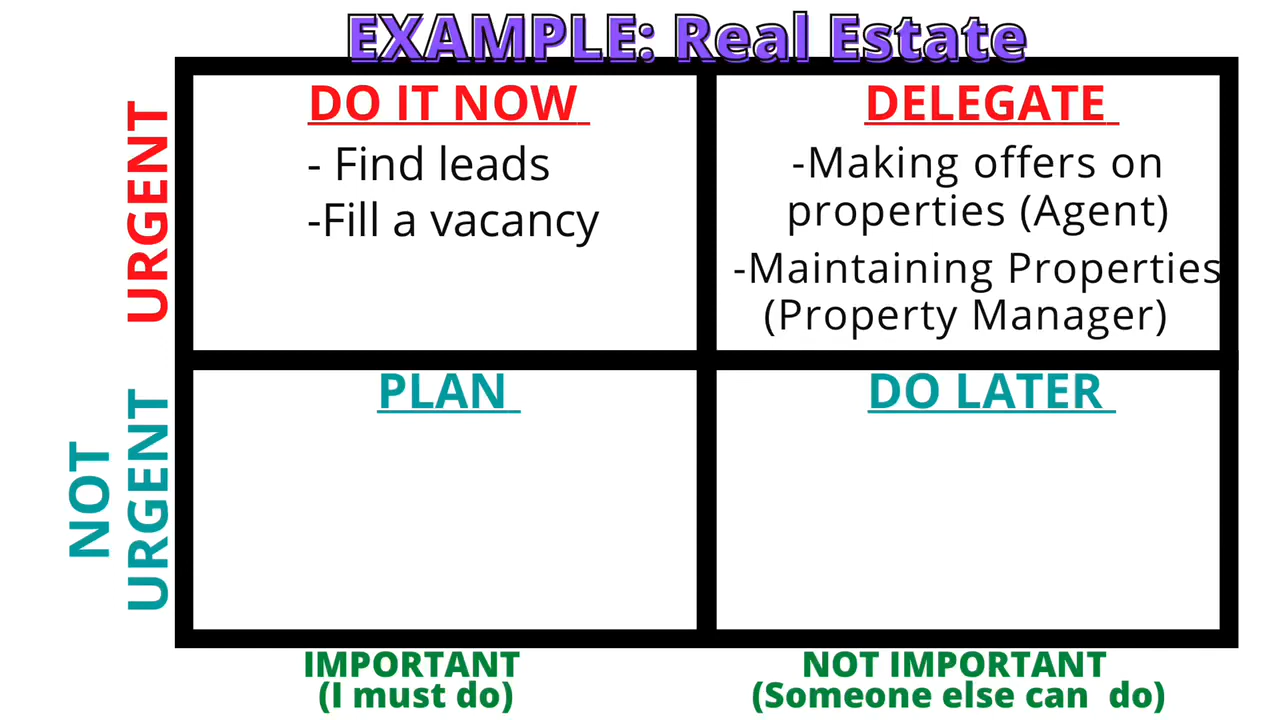 EXAMPLE: Real Estate
URGENT
DO IT NOW
- Find leads
-Fill a vacancy
DELEGATE
-Making offers on
properties (Agent)
-Maintaining Properties
(Property Manager)
NOT
URGENT
PLAN
DO LATER
IMPORTANT
(I must do)
NOT IMPORTANT
(Someone else can do)